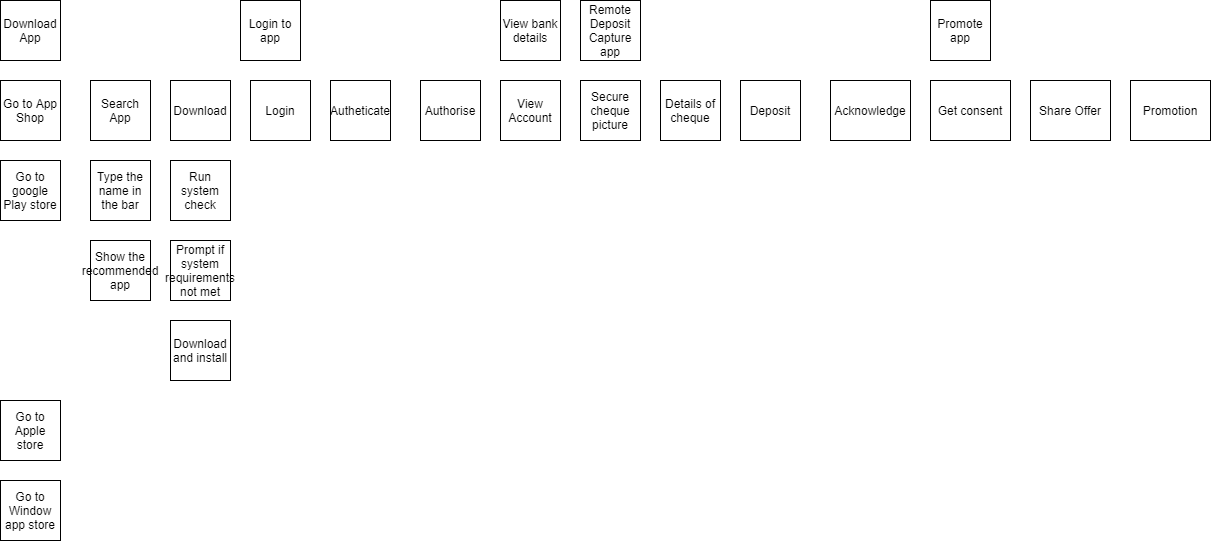 Download
App
Login to
app
View bank
details
Remote
Deposit
Capture
app
Promote
app
Go to App
Shop
Search
App
Download
Login
Autheticate
Authorise
View
Account
Secure
cheque
picture
Details of
cheque
Deposit
Acknowledge
Get consent
Share Offer
Promotion
Go to
google
Play store
Type the
name in
the bar
Run
system
check
Show the
recommended
app
Prompt if
system
requirements
not met
Download
and install
Go to
Apple
store
Go to
Window
app store